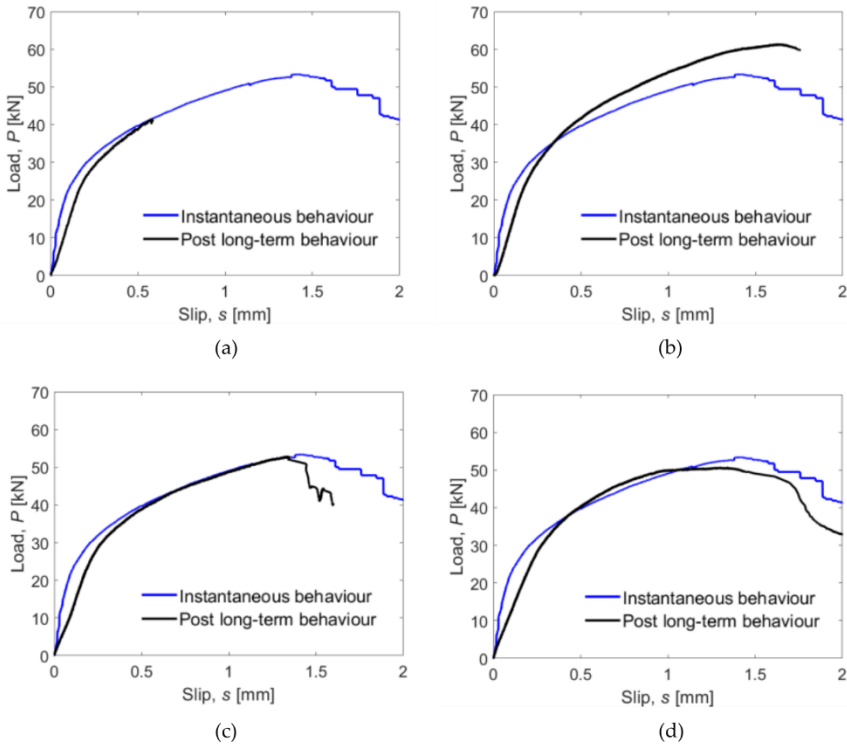 70
60
50
40
30
20
10
0
Load, P [kN]
Instantaneous behaviour
Post long-term behaviour
0 0.5 1 1.5 2
Slip, s [mm]
(a)
70
60
50
40
30
20
10
0
Load, P [kN]
Instantaneous behaviour
Post long-term behaviour
0 0.5 1 1.5 2
Slip, s [mm]
(b)
70
60
50
40
30
20
10
0
Load, P [kN]
Instantaneous behaviour
Post long-term behaviour
0 0.5 1 1.5 2
Slip, s [mm]
(c)
70
60
50
40
30
20
10
0
Load, P [kN]
Instantaneous behaviour
Post long-term behaviour
0 0.5 1 1.5 2
Slip, s [mm]
(d)